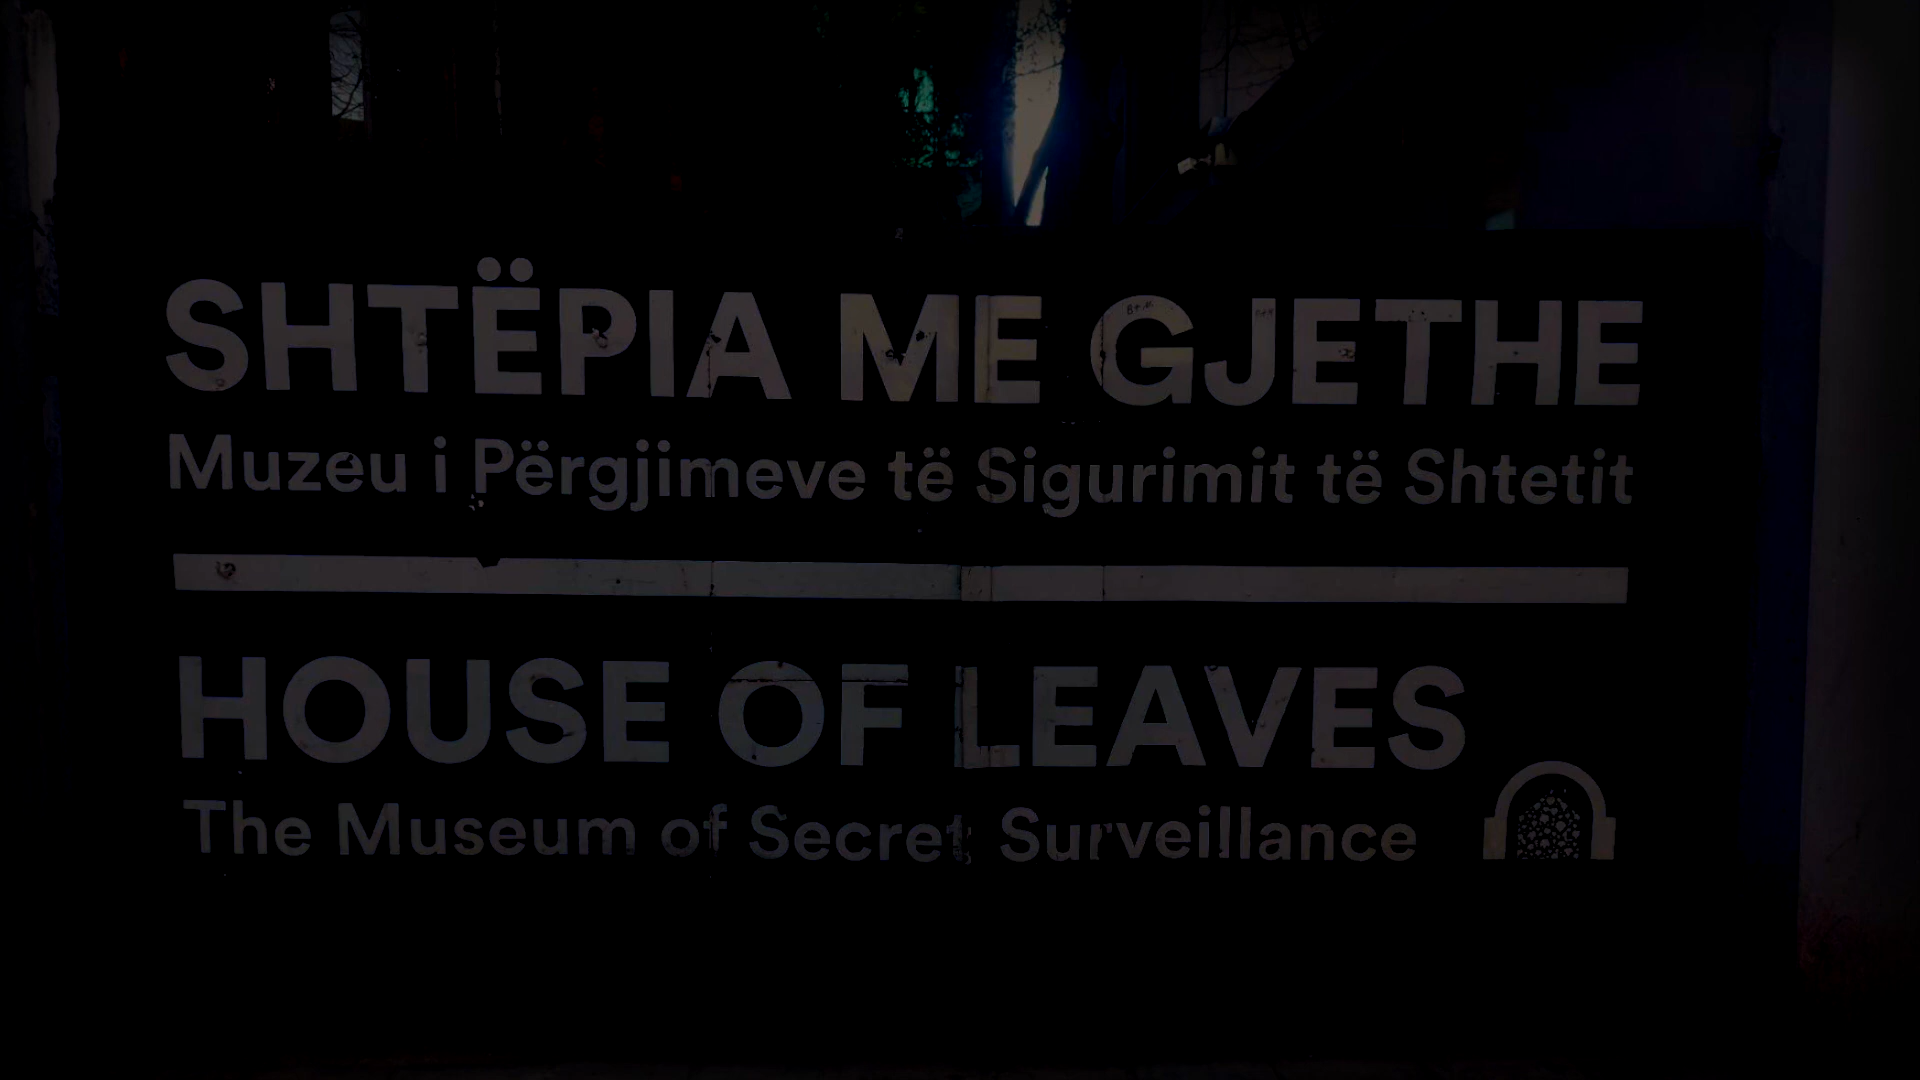 SHTËPIA ME GJETHE
Muzeu i Përgjimeve të Sigurimit të Shtetit
HOUSE OF LEAVES
The Museum of Secret Surveillance